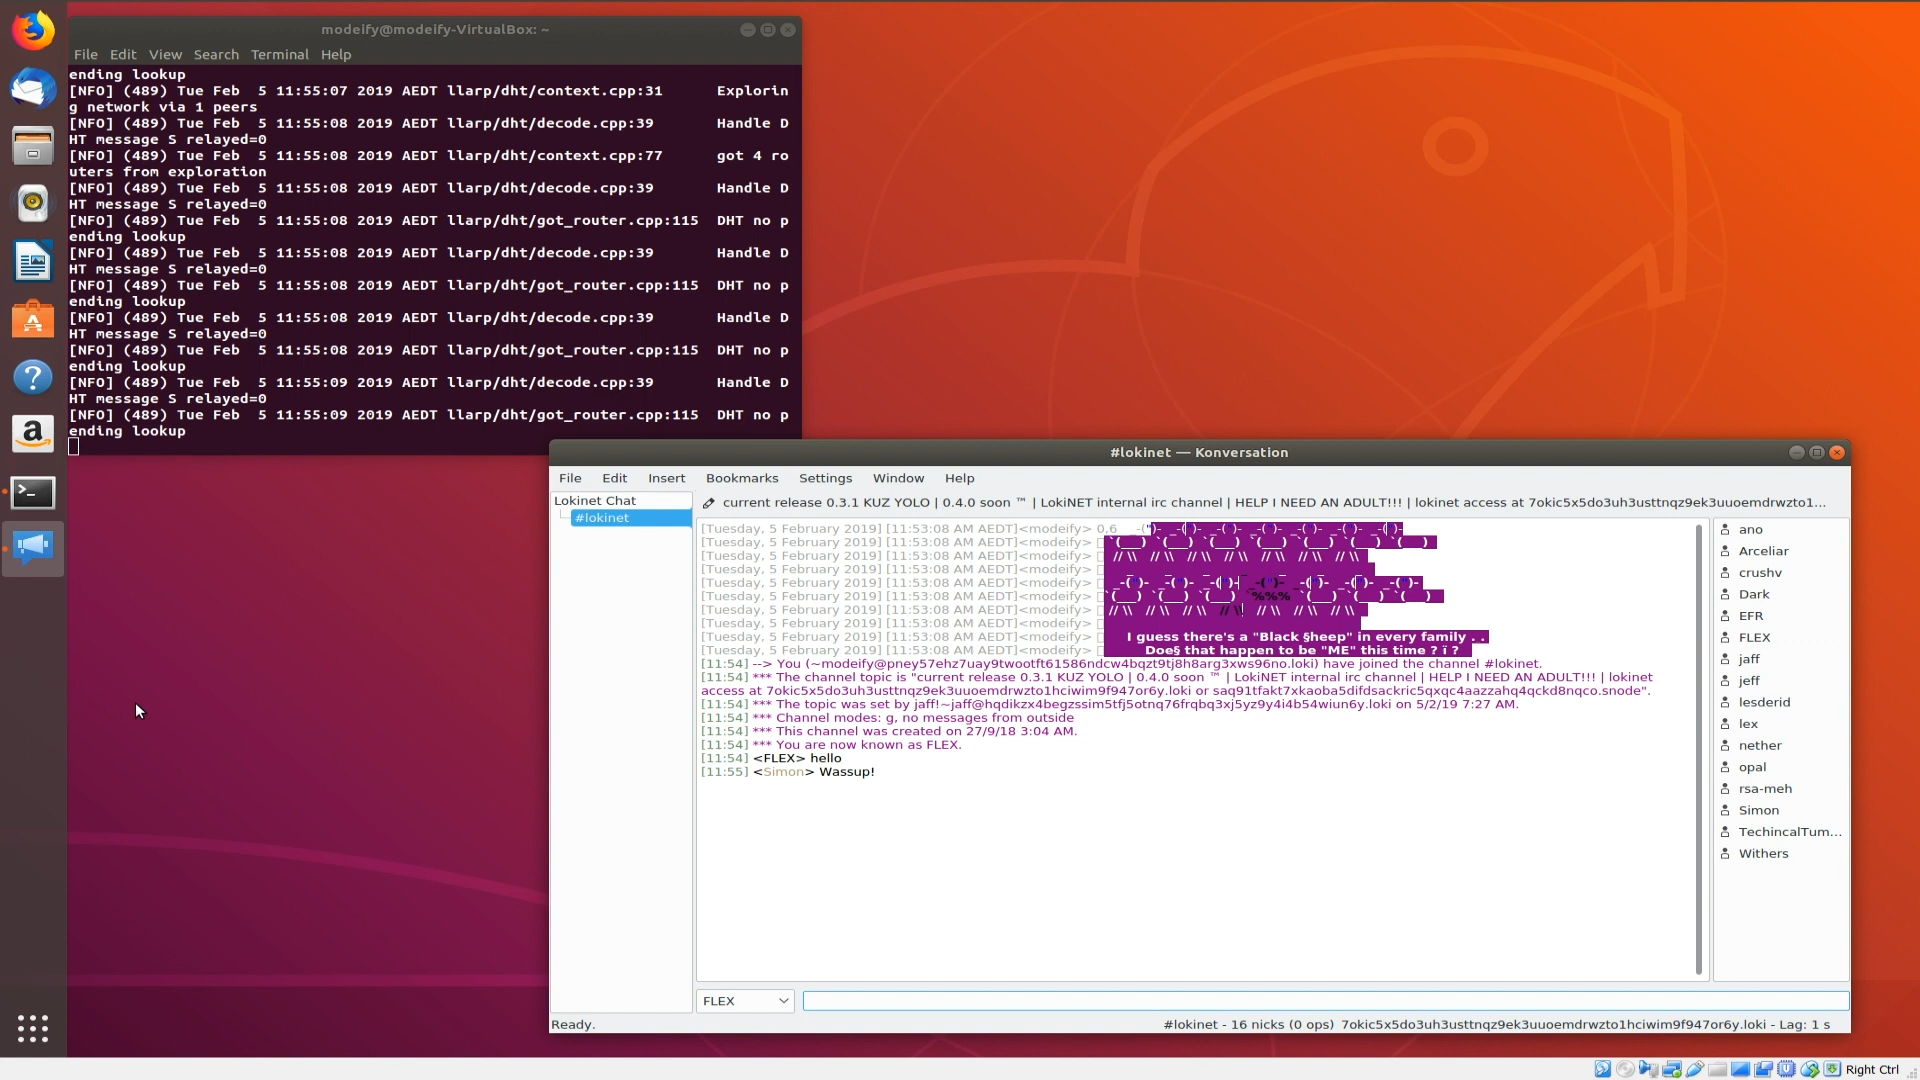 modeify@modeify-VirtualBox: ~
File Edit View Search Terminal Help
ending lookup
[NFO] (489) Tue Feb  5 11:55:07 2019 AEDT llarp/dht/context.cpp:31      Explorin
g network via 1 peers
[NFO] (489) Tue Feb  5 11:55:08 2019 AEDT llarp/dht/decode.cpp:39       Handle D
HT message S relayed=0
[NFO] (489) Tue Feb  5 11:55:08 2019 AEDT llarp/dht/context.cpp:77      got 4 ro
uters from exploration
[NFO] (489) Tue Feb  5 11:55:08 2019 AEDT llarp/dht/decode.cpp:39       Handle D
HT message S relayed=0
[NFO] (489) Tue Feb  5 11:55:08 2019 AEDT llarp/dht/got_router.cpp:115  DHT no p
ending lookup
[NFO] (489) Tue Feb  5 11:55:08 2019 AEDT llarp/dht/decode.cpp:39       Handle D
HT message S relayed=0
[NFO] (489) Tue Feb  5 11:55:08 2019 AEDT llarp/dht/got_router.cpp:115  DHT no p
ending lookup
[NFO] (489) Tue Feb  5 11:55:08 2019 AEDT llarp/dht/decode.cpp:39       Handle D
HT message S relayed=0
[NFO] (489) Tue Feb  5 11:55:08 2019 AEDT llarp/dht/got_router.cpp:115  DHT no p
ending lookup
[NFO] (489) Tue Feb  5 11:55:09 2019 AEDT llarp/dht/decode.cpp:39       Handle D
HT message S relayed=0
[NFO] (489) Tue Feb  5 11:55:09 2019 AEDT llarp/dht/got_router.cpp:115  DHT no p
ending lookup
#lokinet — Konversation
File Edit Insert Bookmarks Settings Window Help
Lokinet Chat
#lokinet
current release 0.3.1 KUZ YOLO | 0.4.0 soon ™ | LokiNET internal irc channel | HELP I NEED AN ADULT!!! | lokinet access at 7okic5x5do3uh3usttnqz9ek3uuoemdrwzto1...
[Tuesday, 5 February 2019] [11:53:08 AM AEDT]<modeify> 0,6 _-(")- _-(")- _-(")- _-(")- _-(")- _-(")- _-(")-
[Tuesday, 5 February 2019] [11:53:08 AM AEDT]<modeify> `(___) `(___) `(___) `(___) `(___) `(___) `(___)
[Tuesday, 5 February 2019] [11:53:08 AM AEDT]<modeify> // \\ // \\ // \\ // \\ // \\ // \\ // \\
[Tuesday, 5 February 2019] [11:53:08 AM AEDT]<modeify>
[Tuesday, 5 February 2019] [11:53:08 AM AEDT]<modeify> _-(")- _-(")- _-(")- _-(")- _-(")- _-(")- _-(")-
[Tuesday, 5 February 2019] [11:53:08 AM AEDT]<modeify> `(___) `(___) `(___) `%%% `(___) `(___) `(___)
[Tuesday, 5 February 2019] [11:53:08 AM AEDT]<modeify> // \\ // \\ // \\ // \\ // \\ // \\ // \\
[Tuesday, 5 February 2019] [11:53:08 AM AEDT]<modeify>
[Tuesday, 5 February 2019] [11:53:08 AM AEDT]<modeify> I guess there's a "Black §heep" in every family . .
[Tuesday, 5 February 2019] [11:53:08 AM AEDT]<modeify> Doe§ that happen to be "ME" this time ? ï ?
[11:54] --> You (~modeify@pney57ehz7uay9twootft61586ndcw4bqzt9tj8h8arg3xws96no.loki) have joined the channel #lokinet.
[11:54] *** The channel topic is "current release 0.3.1 KUZ YOLO | 0.4.0 soon ™ | LokiNET internal irc channel | HELP I NEED AN ADULT!!! | lokinet
access at 7okic5x5do3uh3usttnqz9ek3uuoemdrwzto1hciwim9f947or6y.loki or saq91tfakt7xkaoba5difdsackric5qxqc4aazzahq4qckd8nqco.snode".
[11:54] *** The topic was set by jaff!~jaff@hqdikzx4begzssim5tfj5otnq76frqbq3xj5yz9y4i4b54wiun6y.loki on 5/2/19 7:27 AM.
[11:54] *** Channel modes: g, no messages from outside
[11:54] *** This channel was created on 27/9/18 3:04 AM.
[11:54] *** You are now known as FLEX.
[11:54] <FLEX> hello
[11:55] <Simon> Wassup!
ano
Arceliar
crushv
Dark
EFR
FLEX
jaff
jeff
lesderid
lex
nether
opal
rsa-meh
Simon
TechincalTum...
Withers
FLEX
Ready.
#lokinet - 16 nicks (0 ops) 7okic5x5do3uh3usttnqz9ek3uuoemdrwzto1hciwim9f947or6y.loki - Lag: 1 s
Right Ctrl